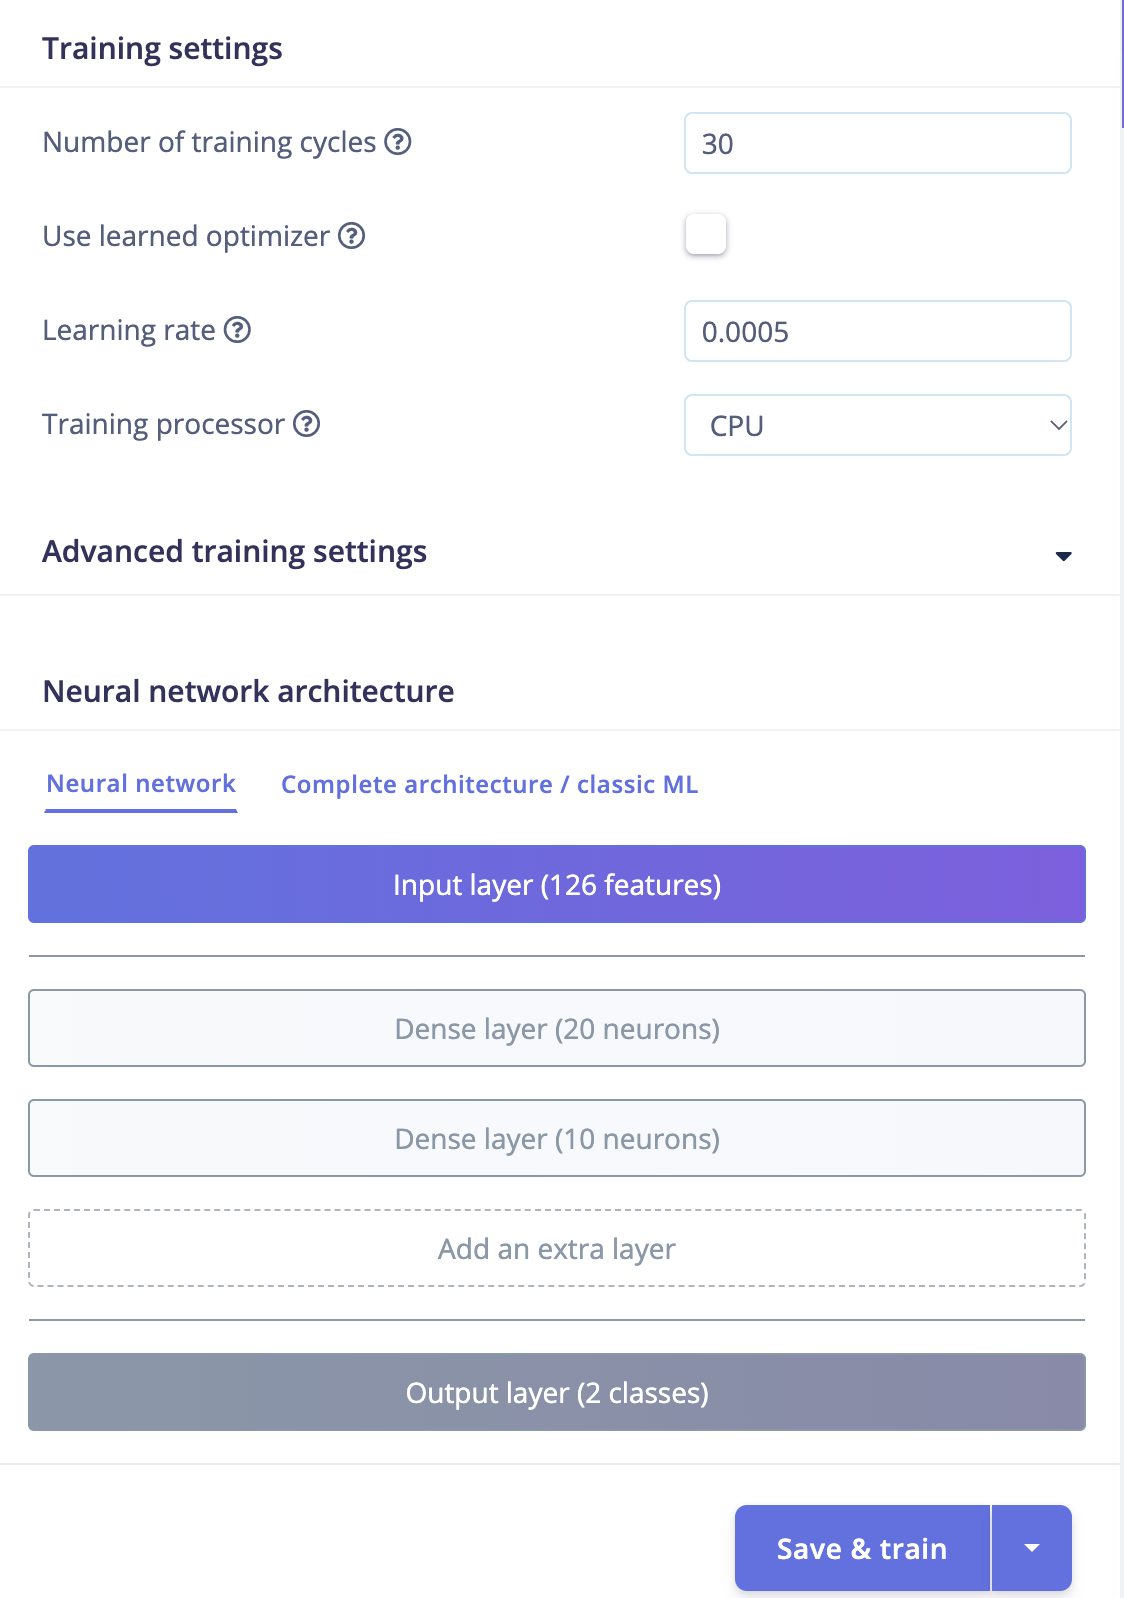 Training settings
Number of training cycles
30
Use learned optimizer
Learning rate
0.0005
Training processor
CPU
Advanced training settings
Neural network architecture
Neural network
Complete architecture / classic ML
Input layer (126 features)
Dense layer (20 neurons)
Dense layer (10 neurons)
Add an extra layer
Output layer (2 classes)
Save & train